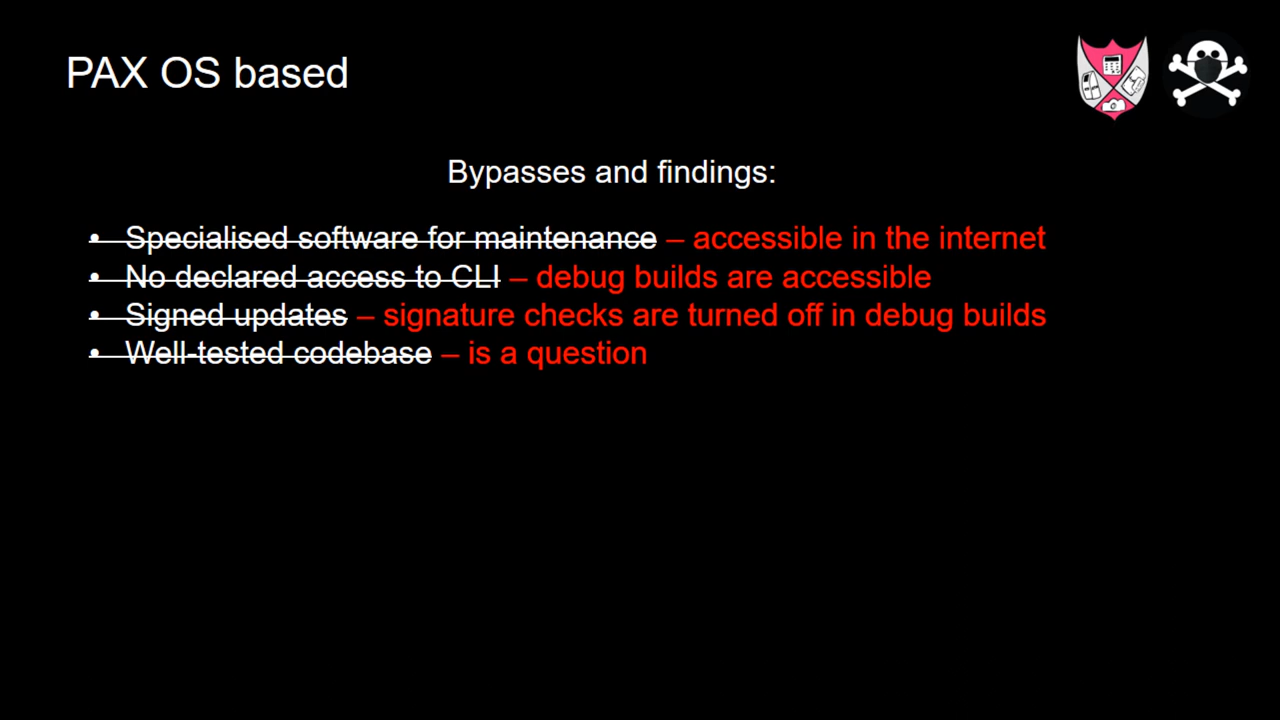 PAX OS based
Bypasses and findings:
• Specialised software for maintenance – accessible in the internet
• No declared access to CLI – debug builds are accessible
• Signed updates – signature checks are turned off in debug builds
• Well-tested codebase – is a question